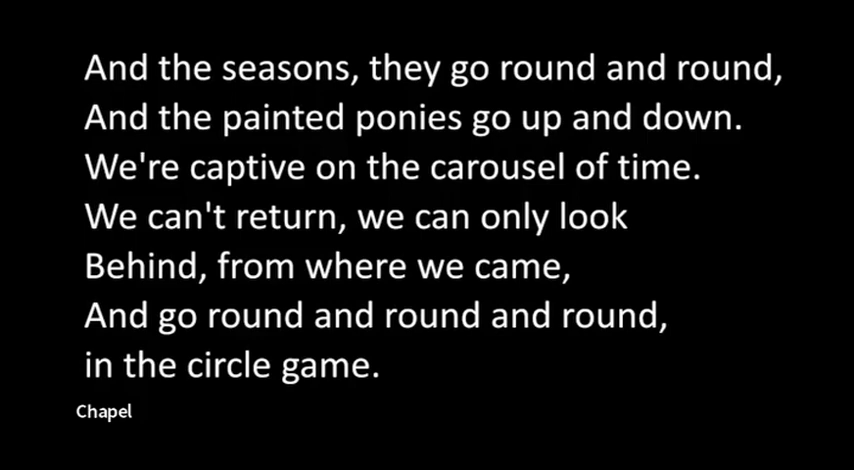 And the seasons, they go round and round,
And the painted ponies go up and down.
We're captive on the carousel of time.
We can't return, we can only look
Behind, from where we came,
And go round and round and round,
in the circle game.
Chapel